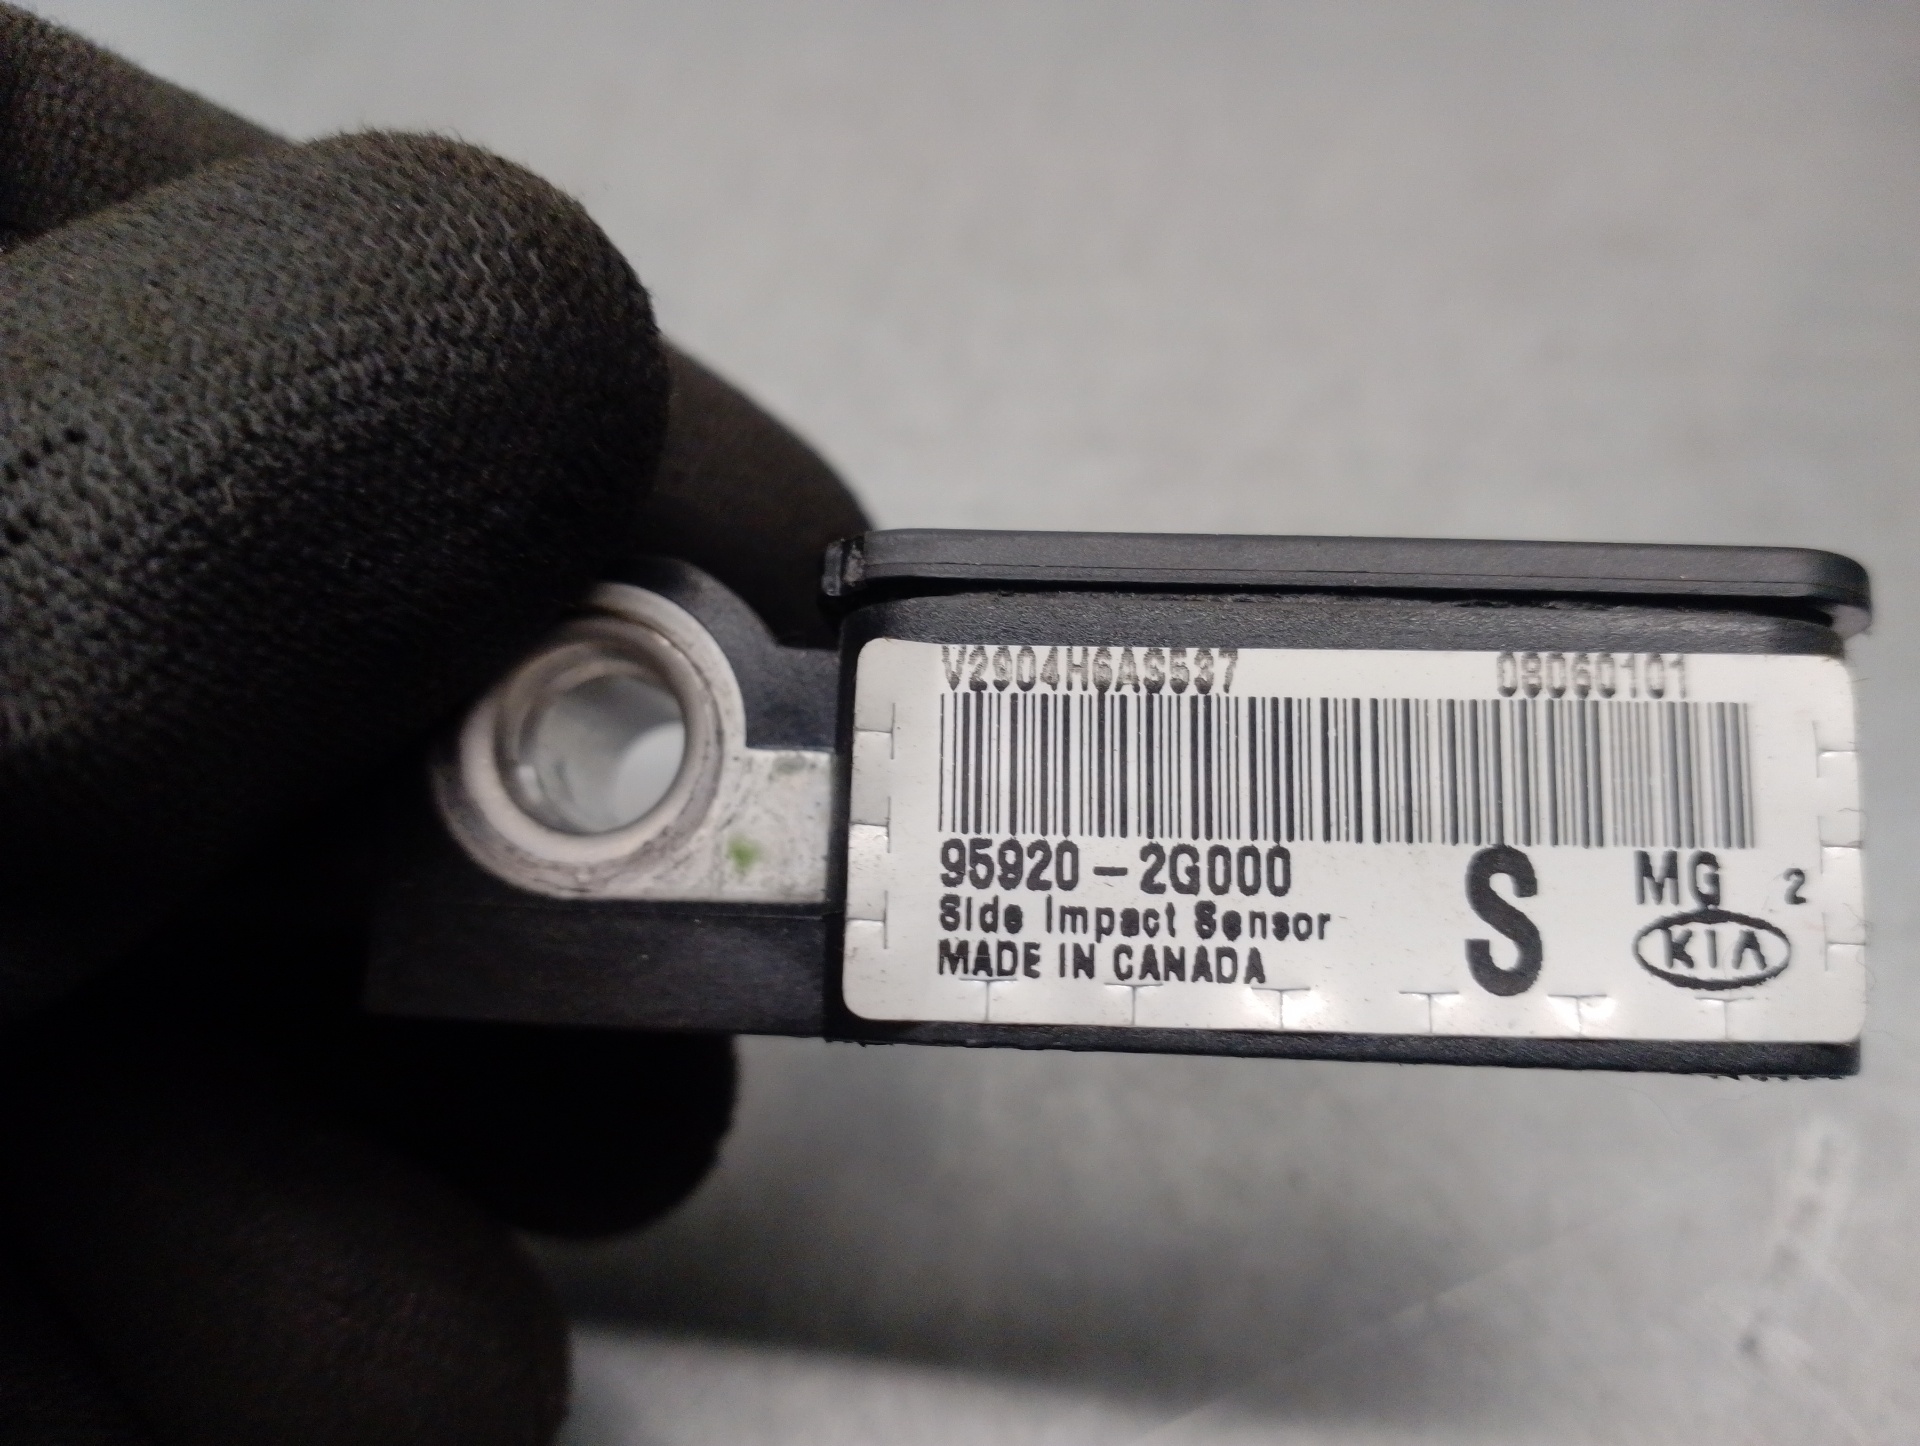 V2904H6AS537 08060101
95920-2G000 S MG 2
Side Impact Sensor
MADE IN CANADA KIA